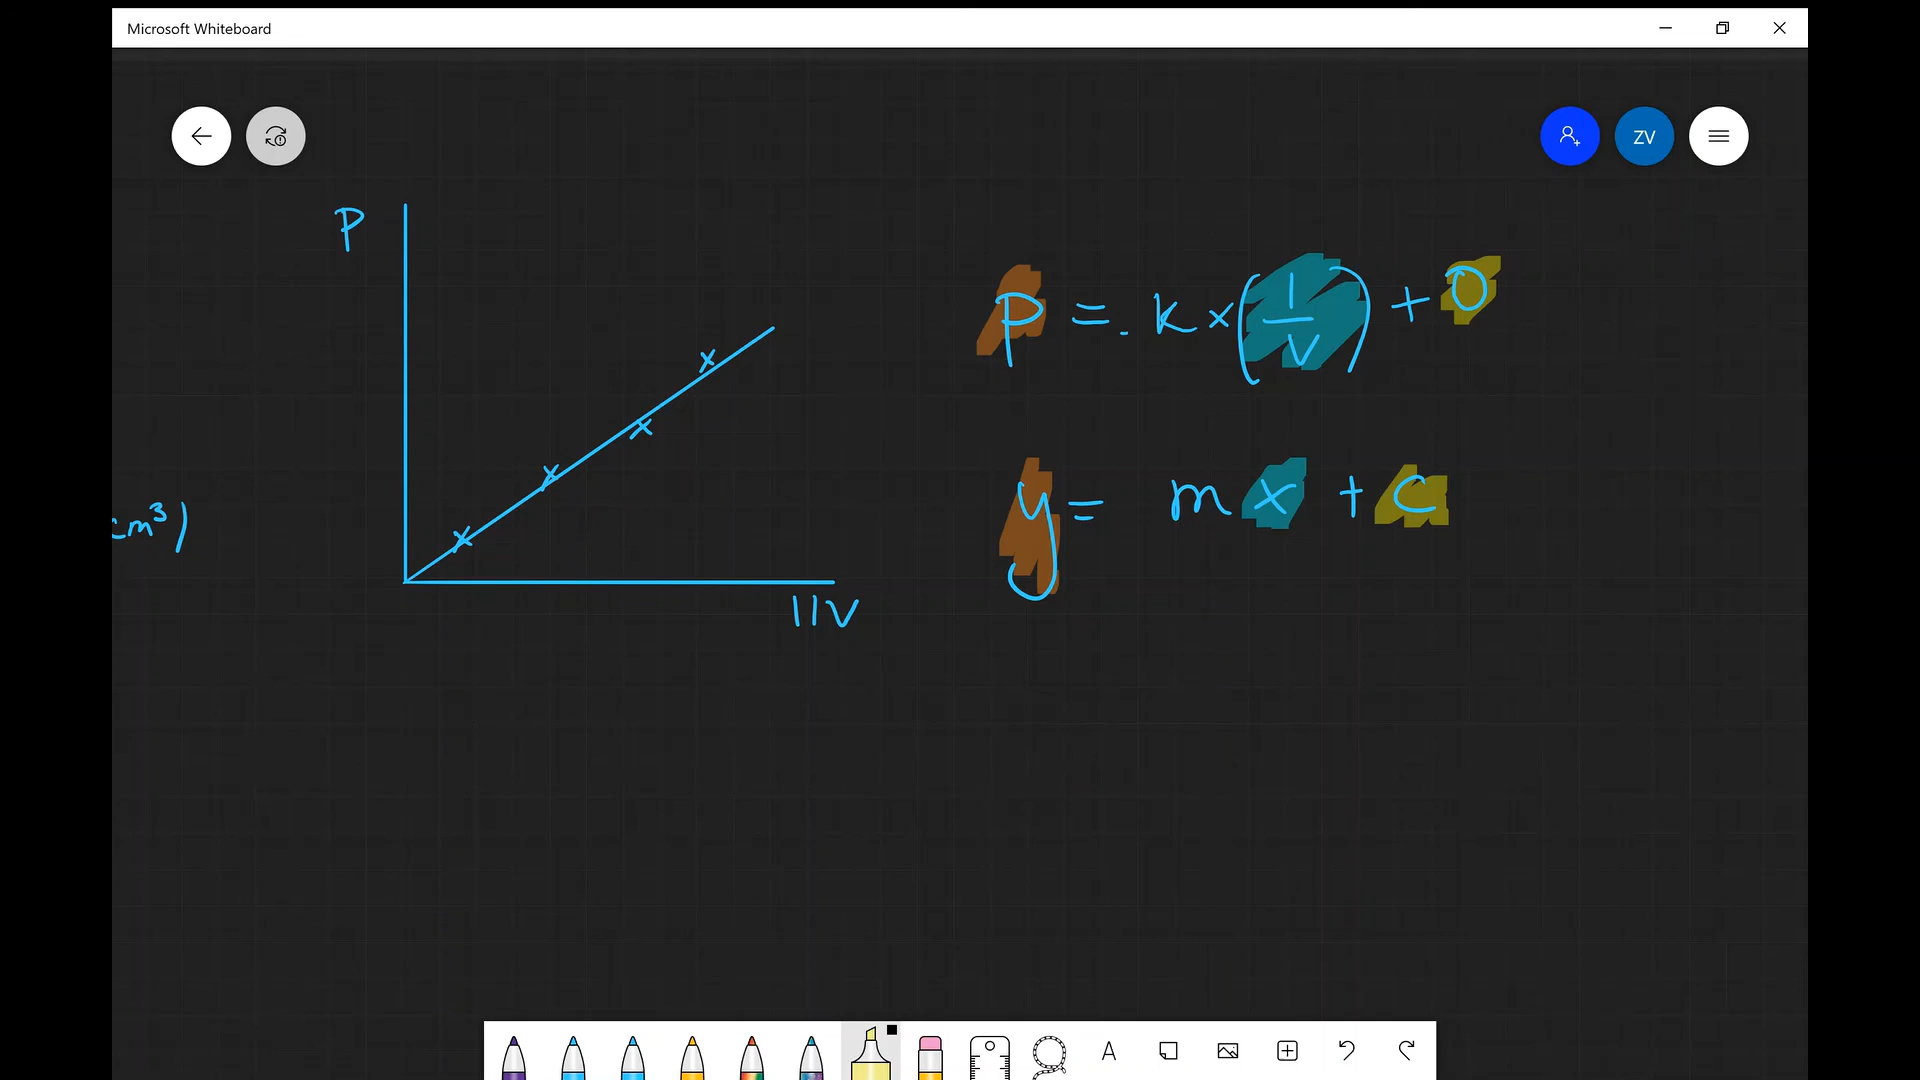 Microsoft Whiteboard
ZV
P
P = k × (1/V) + 0
y = mx + c
cm³)
1/V
A